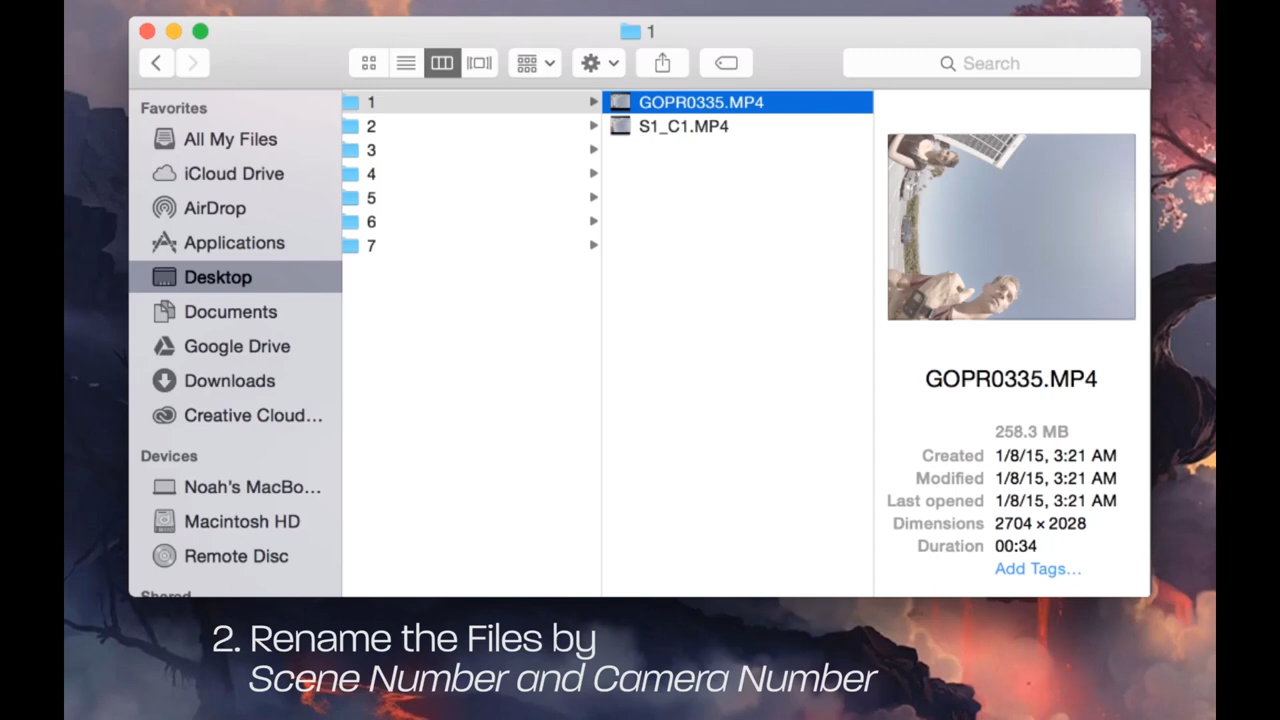 1
Search
Favorites
All My Files
iCloud Drive
AirDrop
Applications
Desktop
Documents
Google Drive
Downloads
Creative Cloud…
Devices
Noah's MacBo…
Macintosh HD
Remote Disc
Shared
1
2
3
4
5
6
7
GOPR0335.MP4
S1_C1.MP4
GOPR0335.MP4
258.3 MB
Created 1/8/15, 3:21 AM
Modified 1/8/15, 3:21 AM
Last opened 1/8/15, 3:21 AM
Dimensions 2704 × 2028
Duration 00:34
Add Tags…
2. Rename the Files by
Scene Number and Camera Number